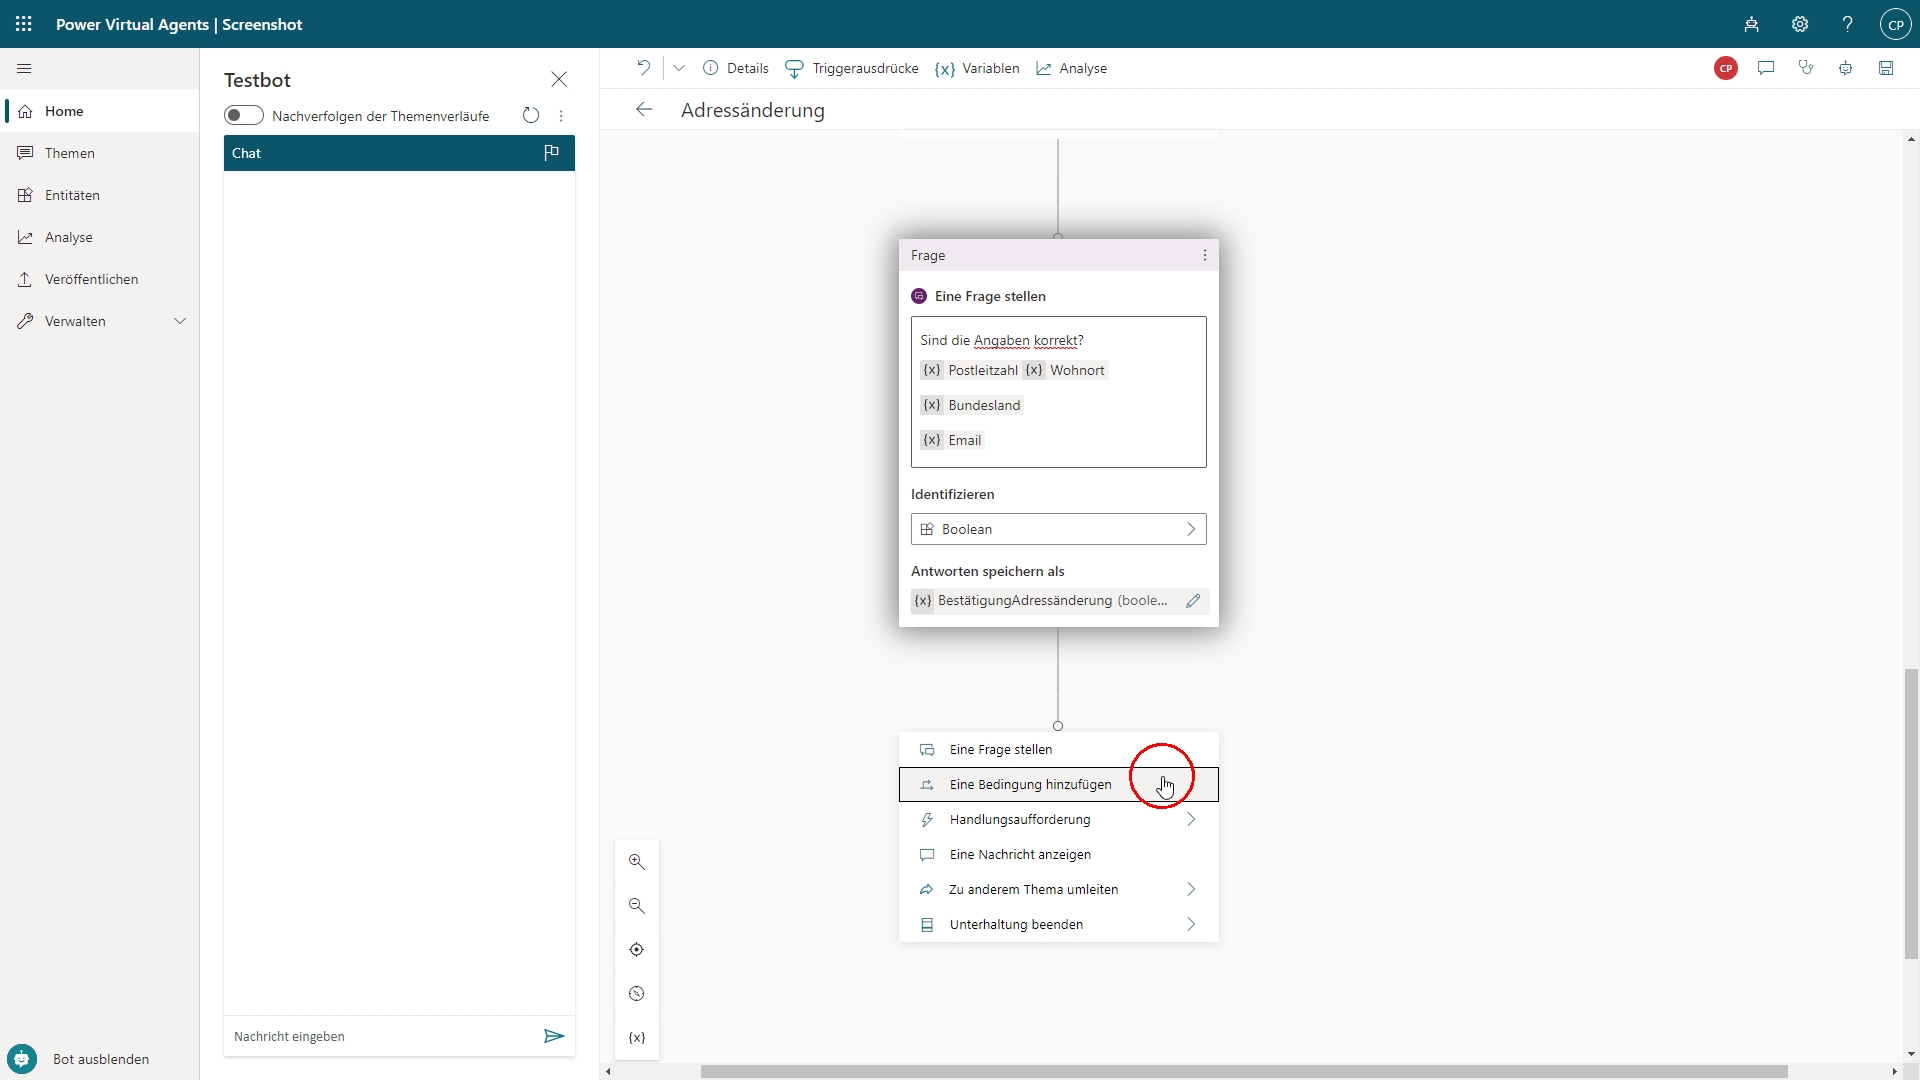 Power Virtual Agents | Screenshot
CP
Home
Themen
Entitäten
Analyse
Veröffentlichen
Verwalten
Bot ausblenden
Testbot
Nachverfolgen der Themenverläufe
Chat
Nachricht eingeben
Details
Triggerausdrücke
{x} Variablen
Analyse
CP
Adressänderung
Frage
Eine Frage stellen
Sind die Angaben korrekt?
{x} Postleitzahl {x} Wohnort
{x} Bundesland
{x} Email
Identifizieren
Boolean
Antworten speichern als
{x} BestätigungAdressänderung (boole...
Eine Frage stellen
Eine Bedingung hinzufügen
Handlungsaufforderung
Eine Nachricht anzeigen
Zu anderem Thema umleiten
Unterhaltung beenden
{x}